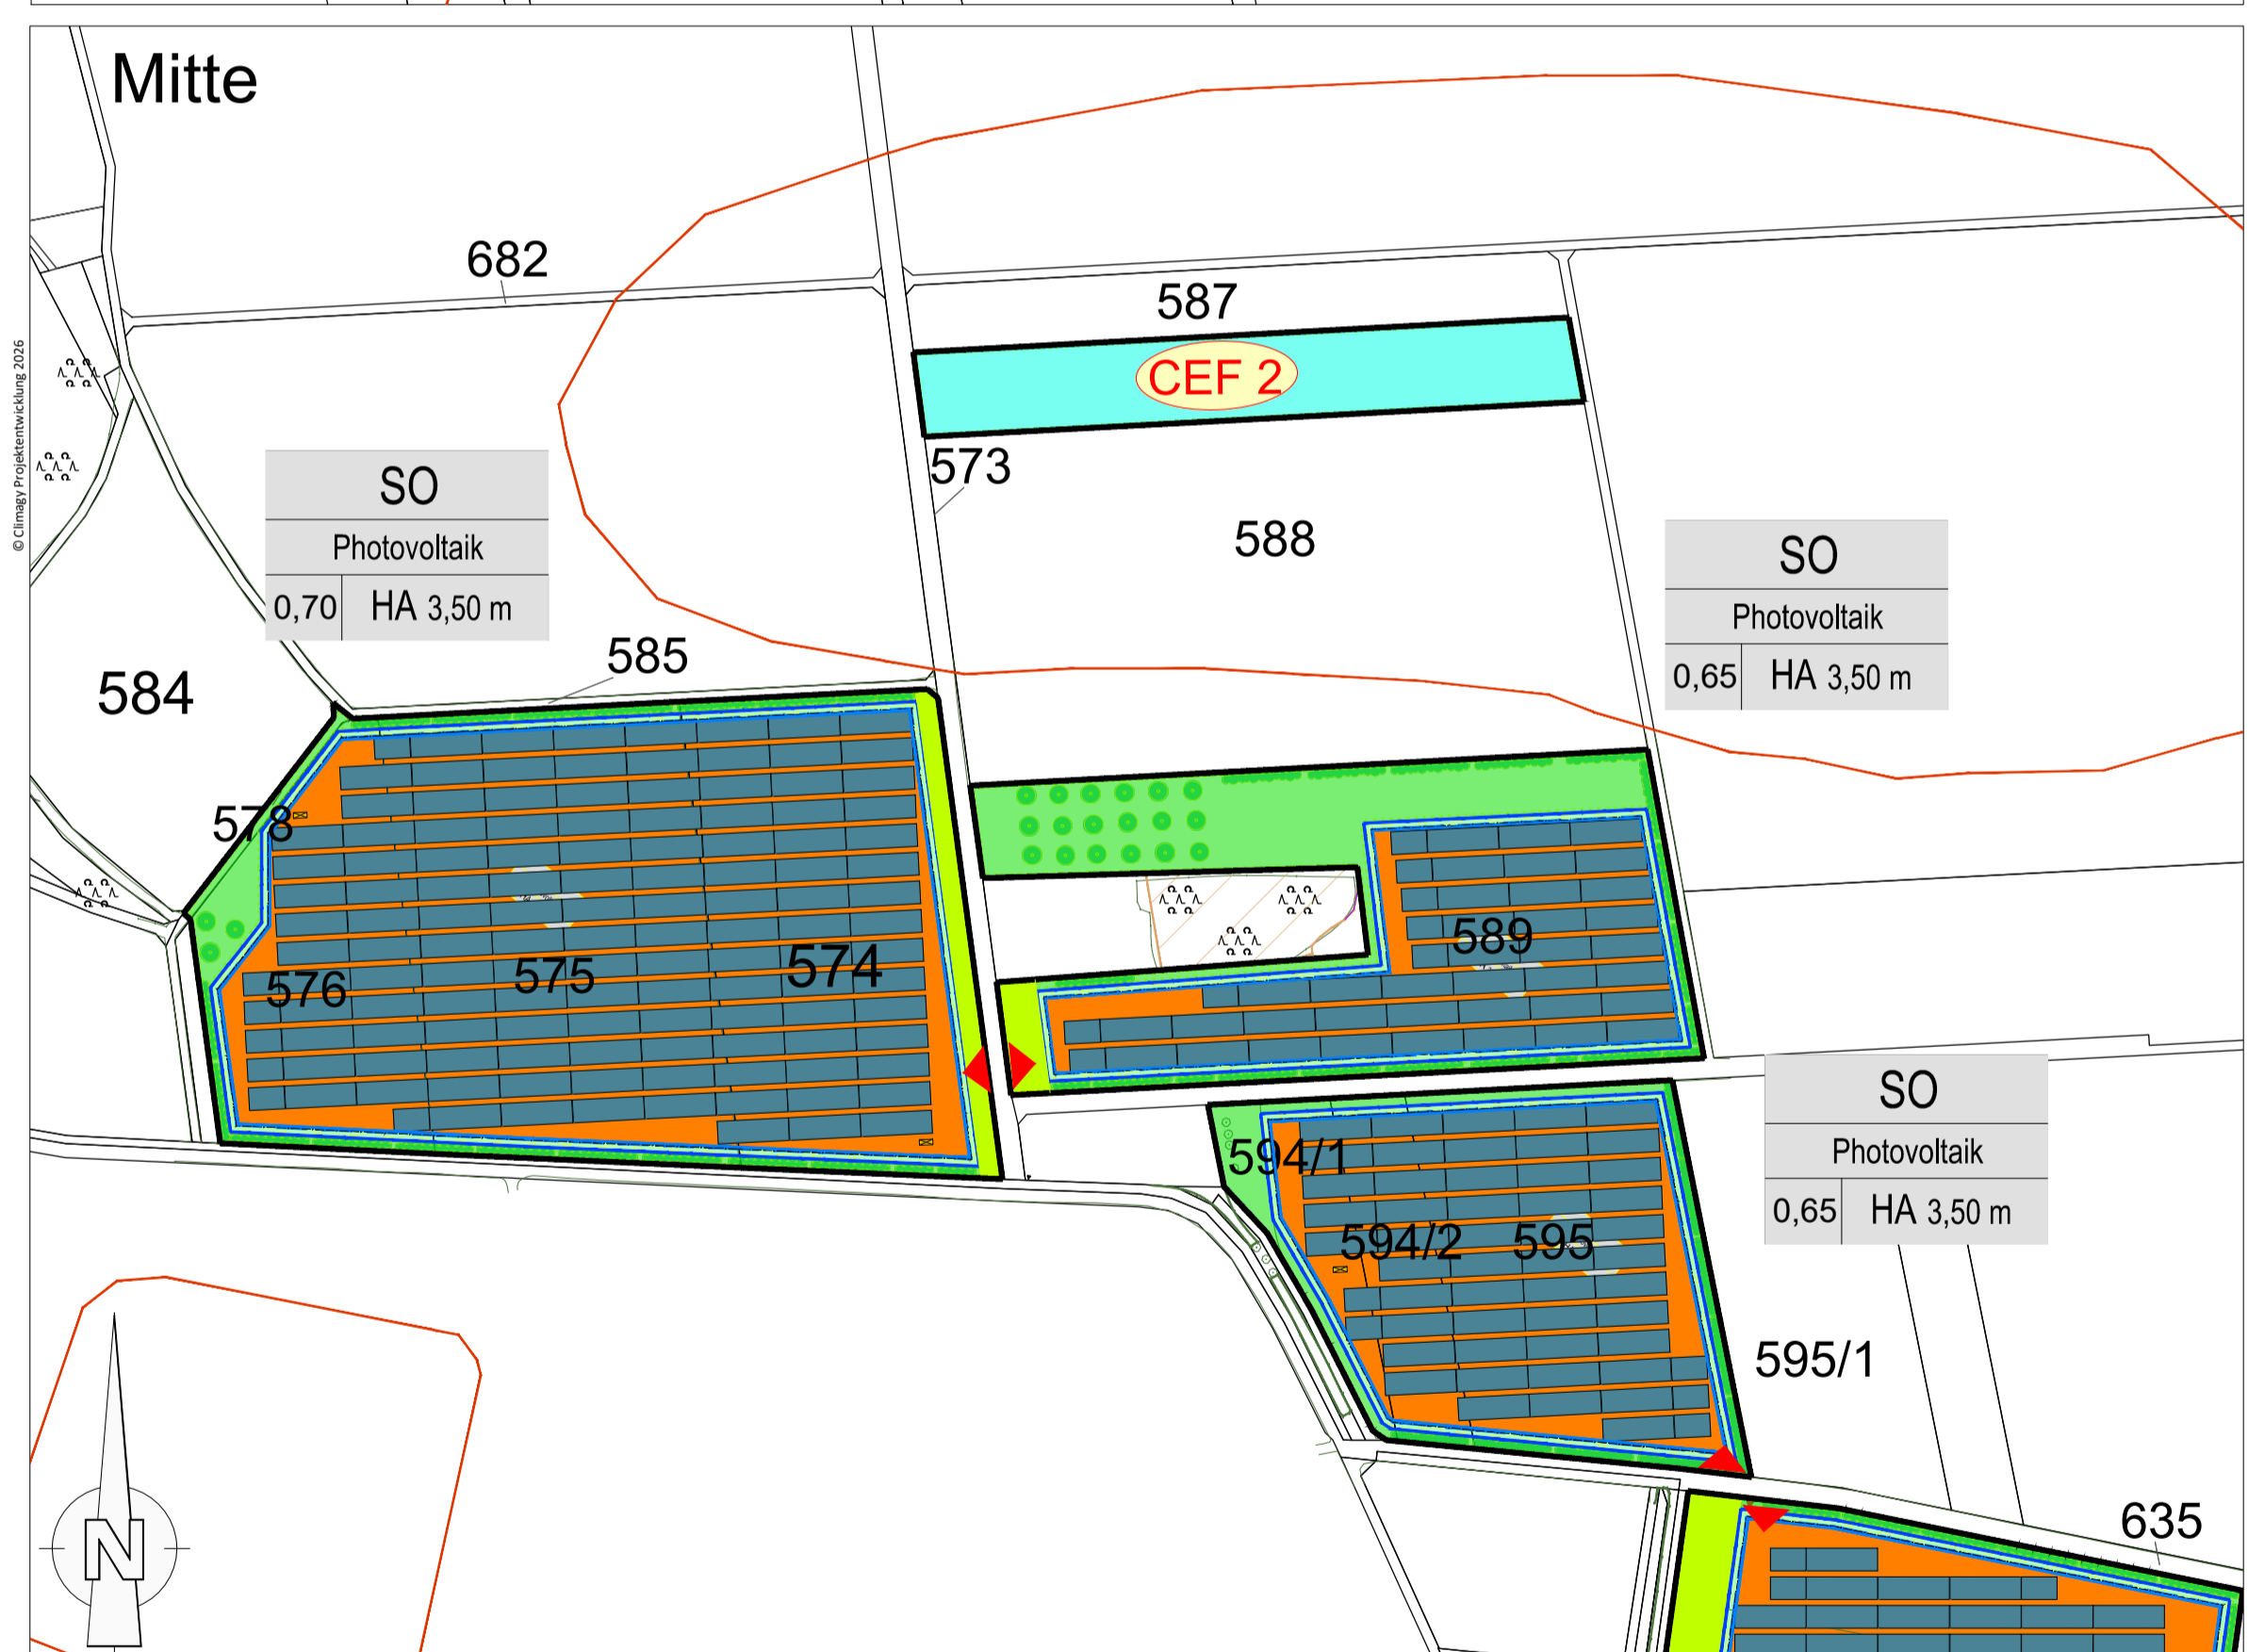 Mitte
682
587
CEF 2
© Climagy Projektentwicklung 2026
573
SO
Photovoltaik
0,70 HA 3,50 m
588
SO
Photovoltaik
0,65 HA 3,50 m
585
584
578
589
576
575
574
SO
Photovoltaik
0,65 HA 3,50 m
594/1
594/2
595
595/1
635
N